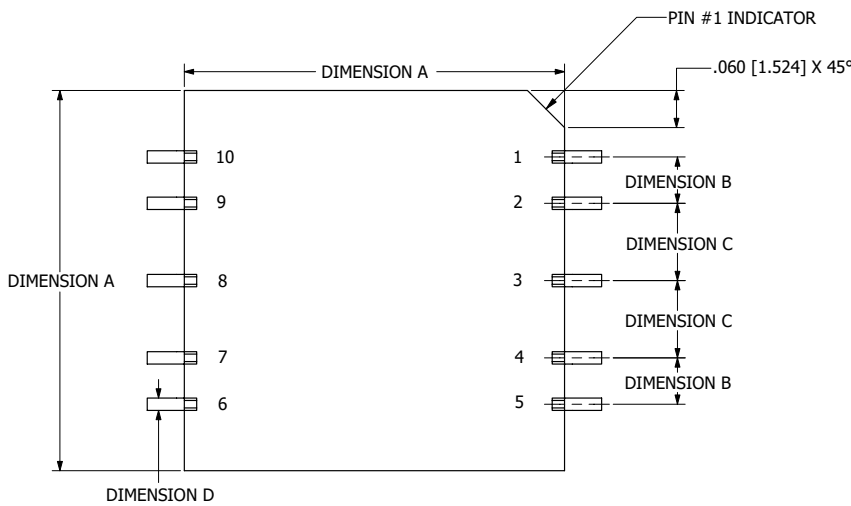 PIN #1 INDICATOR
DIMENSION A
.060 [1.524] X 45°
10
1
DIMENSION B
9
2
DIMENSION C
DIMENSION A
8
3
DIMENSION C
7
4
DIMENSION B
6
5
DIMENSION D